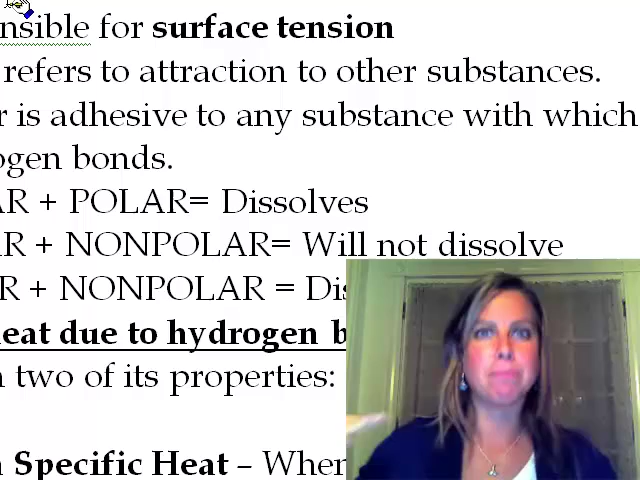 nsible for surface tension
refers to attraction to other substances.
r is adhesive to any substance with which
ogen bonds.
AR + POLAR= Dissolves
AR + NONPOLAR= Will not dissolve
R + NONPOLAR = Dis
eat due to hydrogen b
n two of its properties:
n Specific Heat – When